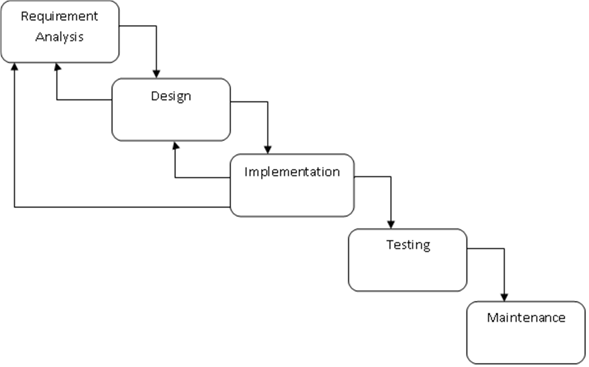 Requirement
Analysis
Design
Implementation
Testing
Maintenance